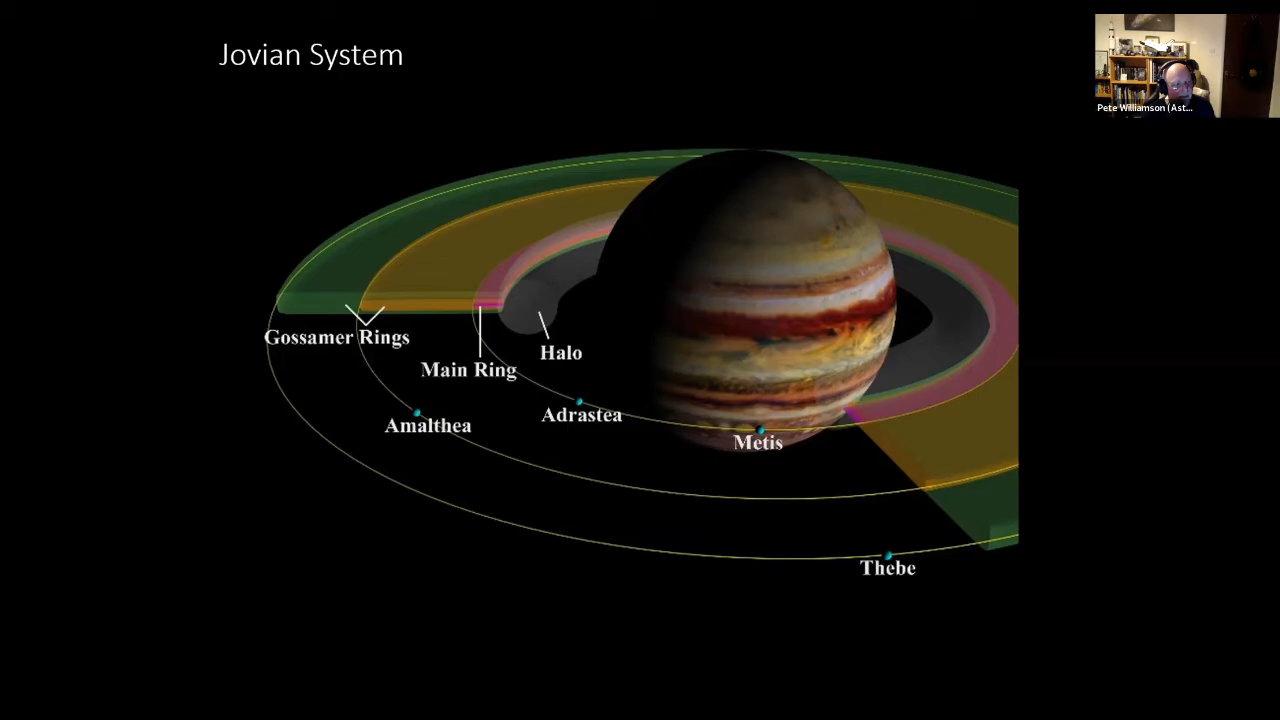 Jovian System
Pete Williamson (Ast...
Gossamer Rings
Halo
Main Ring
Adrastea
Amalthea
Metis
Thebe